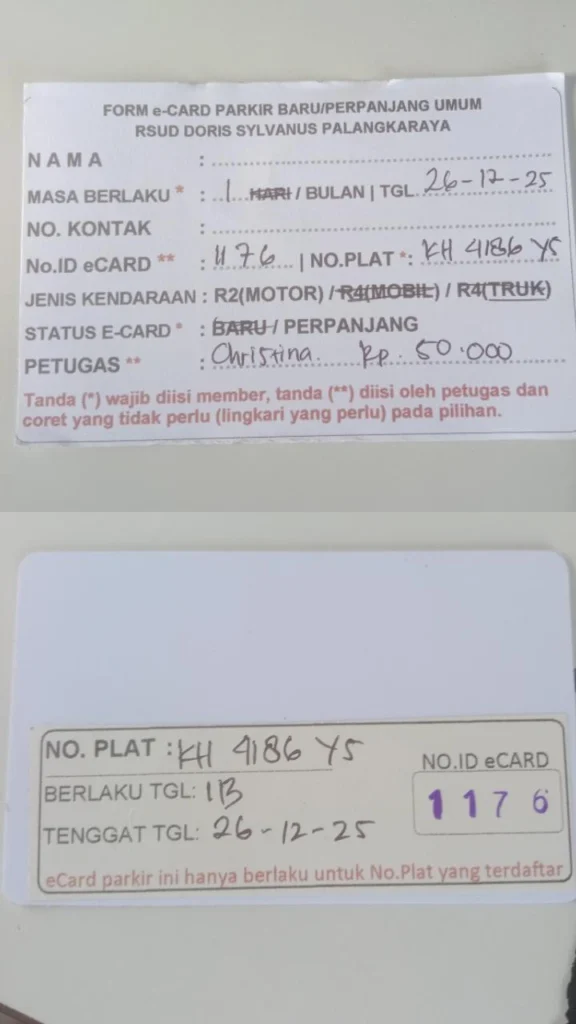 FORM e-CARD PARKIR BARU/PERPANJANG UMUM
RSUD DORIS SYLVANUS PALANGKARAYA
NAMA :
MASA BERLAKU * : 1 HARI / BULAN | TGL. 26-12-25
NO. KONTAK :
No.ID eCARD ** : 1176 | NO.PLAT *: KH 4186 YS
JENIS KENDARAAN : R2(MOTOR) / R4(MOBIL) / R4(TRUK)
STATUS E-CARD * : BARU / PERPANJANG
PETUGAS ** : Christina. Rp. 50.000
Tanda (*) wajib diisi member, tanda (**) diisi oleh petugas dan
coret yang tidak perlu (lingkari yang perlu) pada pilihan.
NO. PLAT : KH 4186 YS
NO.ID eCARD
BERLAKU TGL: 1B
1176
TENGGAT TGL: 26-12-25
eCard parkir ini hanya berlaku untuk No.Plat yang terdaftar